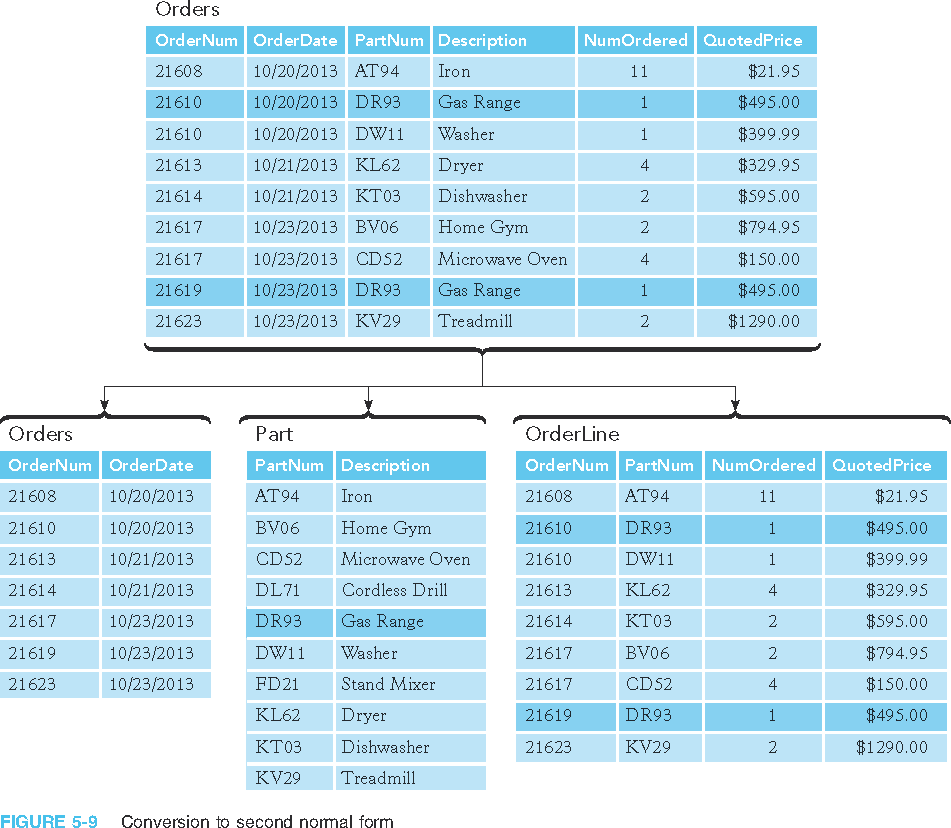 Orders
OrderNum OrderDate PartNum Description NumOrdered QuotedPrice
21608 10/20/2013 AT94 Iron 11 $21.95
21610 10/20/2013 DR93 Gas Range 1 $495.00
21610 10/20/2013 DW11 Washer 1 $399.99
21613 10/21/2013 KL62 Dryer 4 $329.95
21614 10/21/2013 KT03 Dishwasher 2 $595.00
21617 10/23/2013 BV06 Home Gym 2 $794.95
21617 10/23/2013 CD52 Microwave Oven 4 $150.00
21619 10/23/2013 DR93 Gas Range 1 $495.00
21623 10/23/2013 KV29 Treadmill 2 $1290.00
Orders
OrderNum OrderDate
21608 10/20/2013
21610 10/20/2013
21613 10/21/2013
21614 10/21/2013
21617 10/23/2013
21619 10/23/2013
21623 10/23/2013
Part
PartNum Description
AT94 Iron
BV06 Home Gym
CD52 Microwave Oven
DL71 Cordless Drill
DR93 Gas Range
DW11 Washer
FD21 Stand Mixer
KL62 Dryer
KT03 Dishwasher
KV29 Treadmill
OrderLine
OrderNum PartNum NumOrdered QuotedPrice
21608 AT94 11 $21.95
21610 DR93 1 $495.00
21610 DW11 1 $399.99
21613 KL62 4 $329.95
21614 KT03 2 $595.00
21617 BV06 2 $794.95
21617 CD52 4 $150.00
21619 DR93 1 $495.00
21623 KV29 2 $1290.00
FIGURE 5-9 Conversion to second normal form